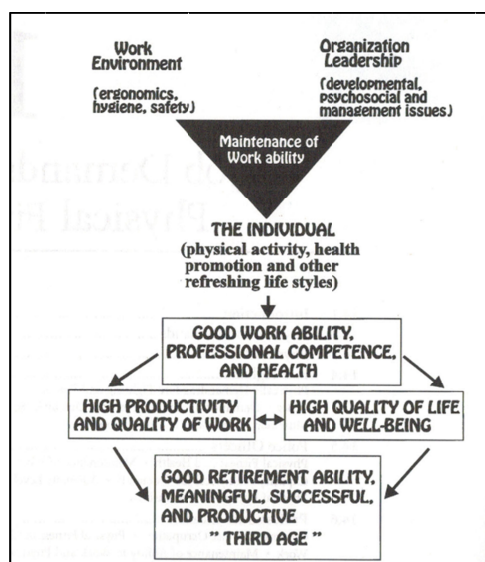 Work
Environment
(ergonomics,
hygiene, safety)
Organization
Leadership
(developmental,
psychosocial and
management issues)
Maintenance of
Work ability
THE INDIVIDUAL
(physical activity, health
promotion and other
refreshing life styles)
GOOD WORK ABILITY,
PROFESSIONAL COMPETENCE,
AND HEALTH
HIGH PRODUCTIVITY
AND QUALITY OF WORK
HIGH QUALITY OF LIFE
AND WELL-BEING
GOOD RETIREMENT ABILITY,
MEANINGFUL, SUCCESSFUL,
AND PRODUCTIVE
" THIRD AGE "